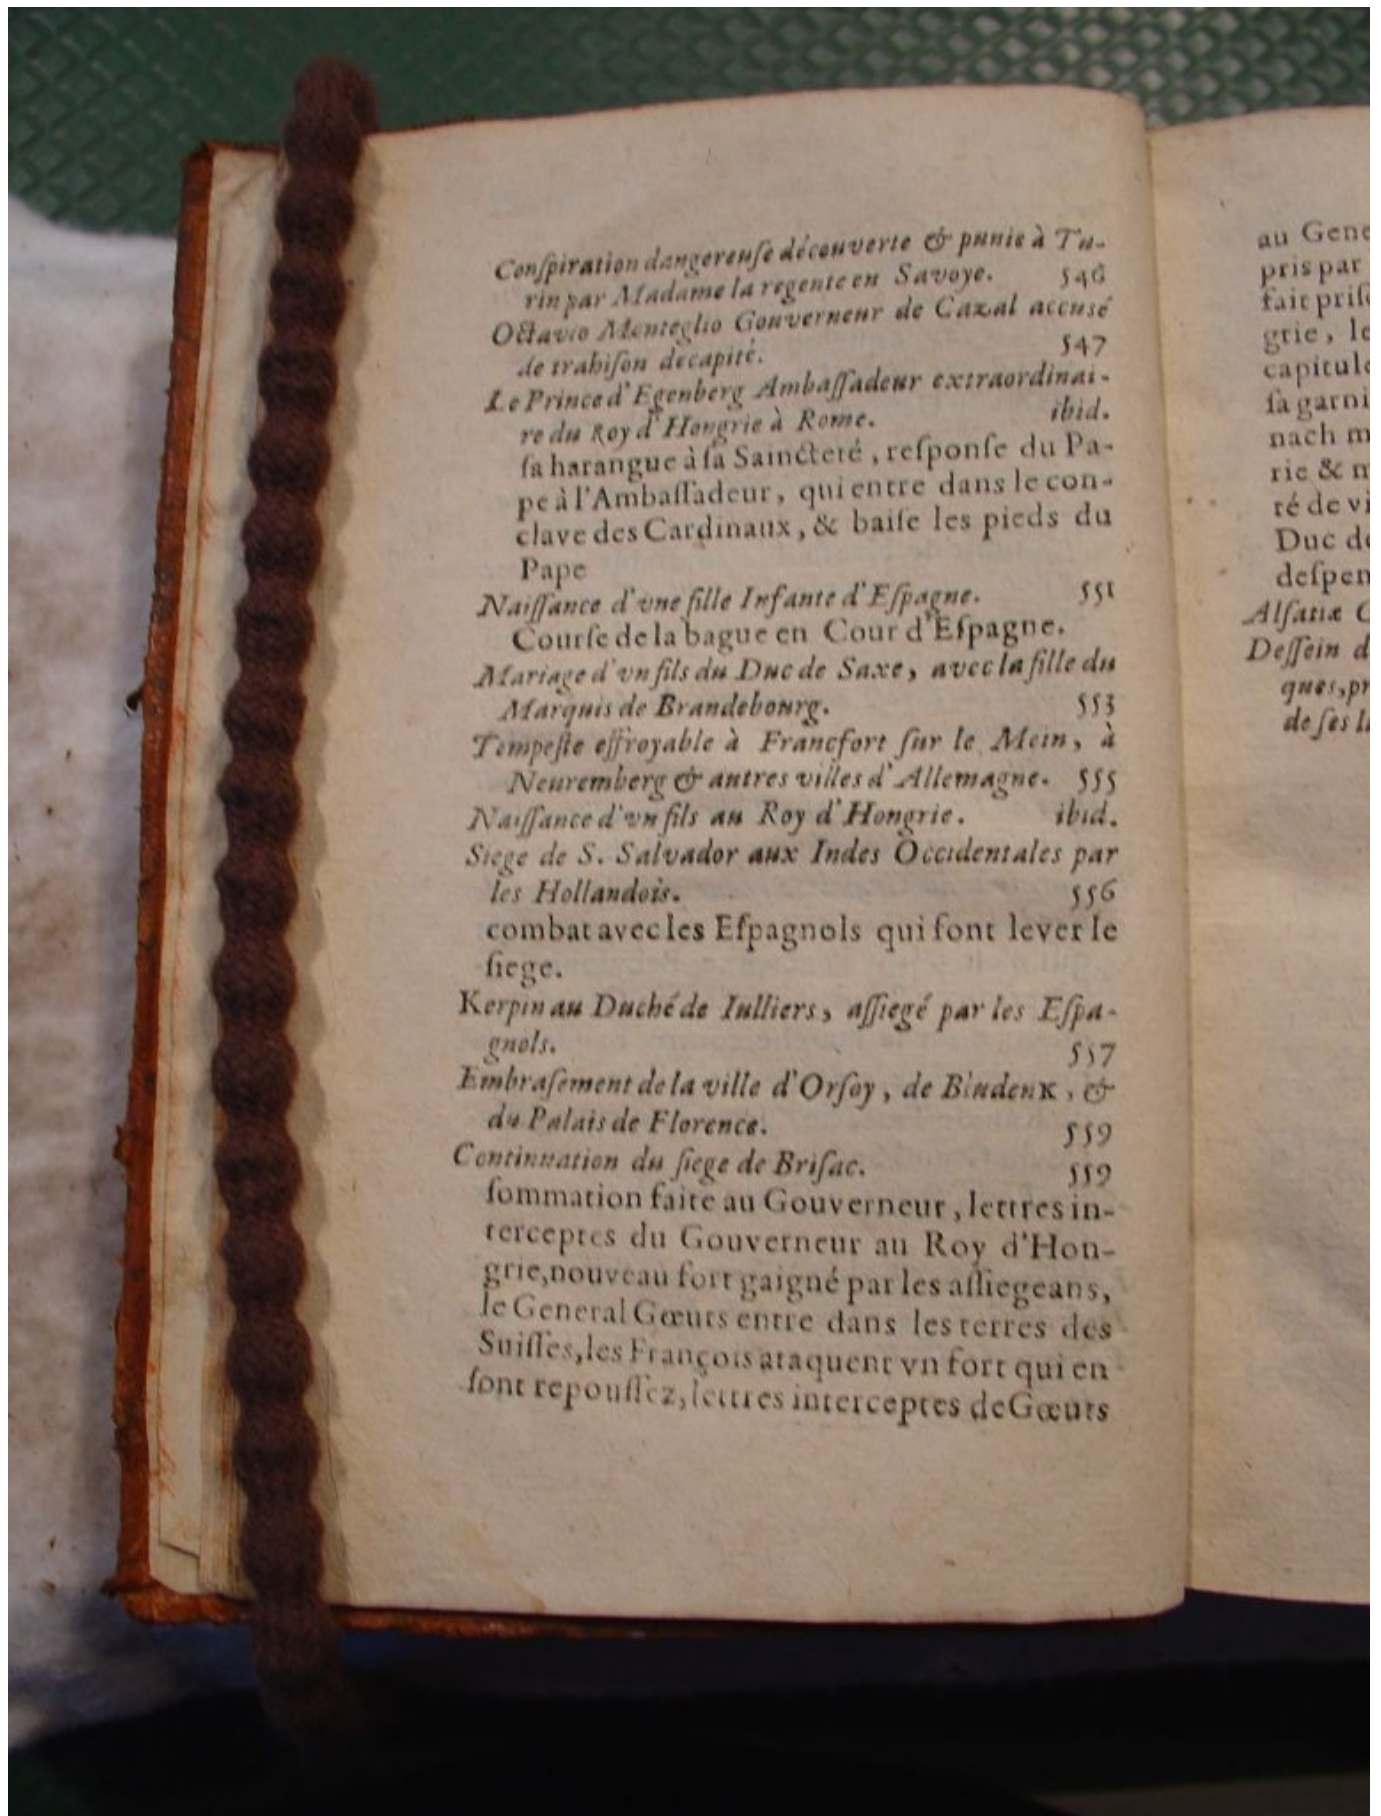 Conſpiration dangereuſe découverte & punie à Tu-
rin par Madame la regente en Savoye. 546
Octavio Monteglio Gouverneur de Cazal accusé
de trahiſon decapité. 547
Le Prince d'Egenberg Ambaſſadeur extraordinai-
re du Roy d'Hongrie à Rome. ibid.
ſa harangue à ſa Saincteté, reſponſe du Pa-
pe à l'Ambaſſadeur, qui entre dans le con-
clave des Cardinaux, & baiſe les pieds du
Pape
Naiſſance d'vne fille Infante d'Eſpagne. 551
Courſe de la bague en Cour d'Eſpagne.
Mariage d'vn fils du Duc de Saxe, avec la fille du
Marquis de Brandebourg. 553
Tempeſte effroyable à Francfort ſur le Mein, à
Neuremberg & autres villes d'Allemagne. 555
Naiſſance d'vn fils au Roy d'Hongrie. ibid.
Siege de S. Salvador aux Indes Occidentales par
les Hollandois. 556
combat avec les Eſpagnols qui font lever le
ſiege.
Kerpin au Duché de Iulliers, aſſiegé par les Eſpa-
gnols. 557
Embraſement de la ville d'Orſoy, de Bludenk, &
du Palais de Florence. 559
Continuation du ſiege de Briſac. 559
ſommation faite au Gouverneur, lettres in-
terceptes du Gouverneur au Roy d'Hon-
grie, nouveau fort gaigné par les aſſiegeans,
le General Gœuts entre dans les terres des
Suiſſes, les François ataquent vn fort qui en
ſont repouſſez, lettres interceptes de Gœuts
au Gene
pris par
fait priſo
grie, le
capitule
ſa garni
nach m
rie & m
ré de vi
Duc de
deſpen
Alſatiæ C
Deſſein d
ques, pr
de ſes l